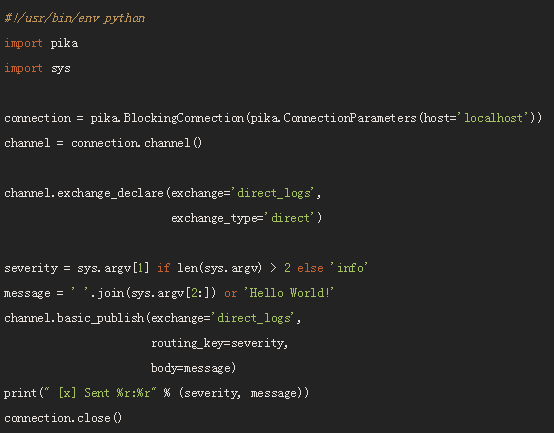 #!/usr/bin/env python
import pika
import sys
connection = pika.BlockingConnection(pika.ConnectionParameters(host='localhost'))
channel = connection.channel()
channel.exchange_declare(exchange='direct_logs',
                         exchange_type='direct')
severity = sys.argv[1] if len(sys.argv) > 2 else 'info'
message = ' '.join(sys.argv[2:]) or 'Hello World!'
channel.basic_publish(exchange='direct_logs',
                      routing_key=severity,
                      body=message)
print(" [x] Sent %r:%r" % (severity, message))
connection.close()